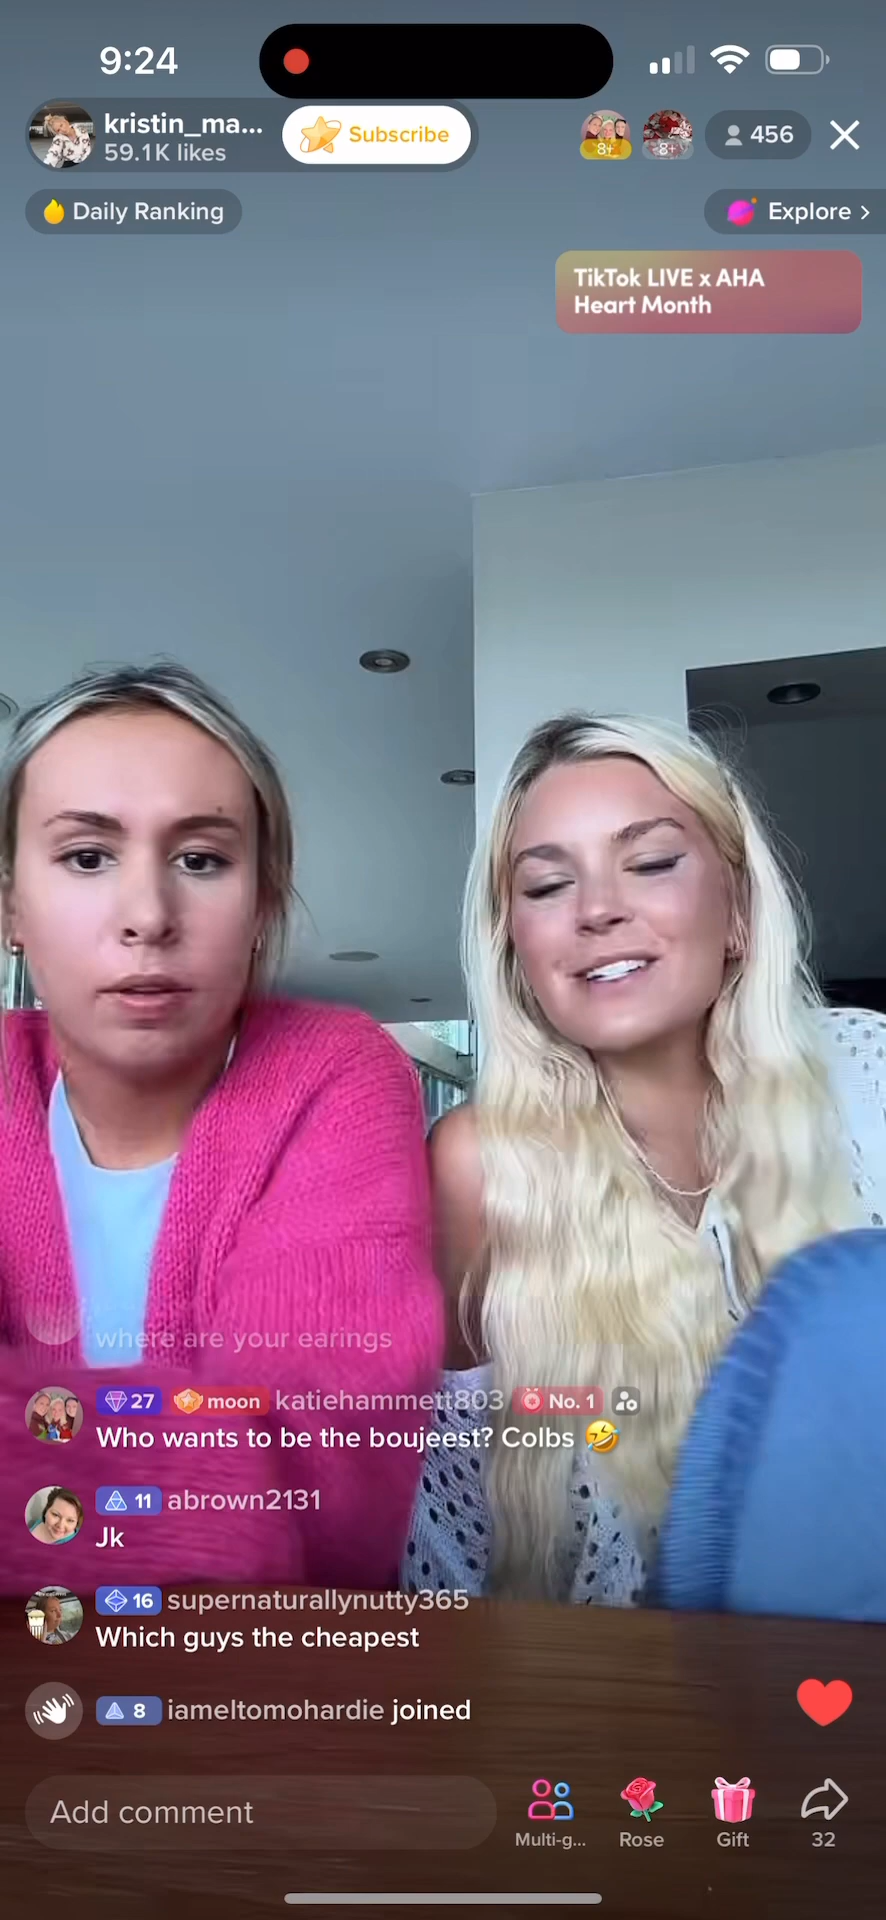 9:24
kristin_ma...
59.1K likes
Subscribe
8+
8+
456
Daily Ranking
Explore >
TikTok LIVE x AHA
Heart Month
where are your earings
27 moon katiehammett803 No. 1
Who wants to be the boujeest? Colbs 🤣
11 abrown2131
Jk
16 supernaturallynutty365
Which guys the cheapest
8 iameltomohardie joined
Add comment
Multi-g...
Rose
Gift
32